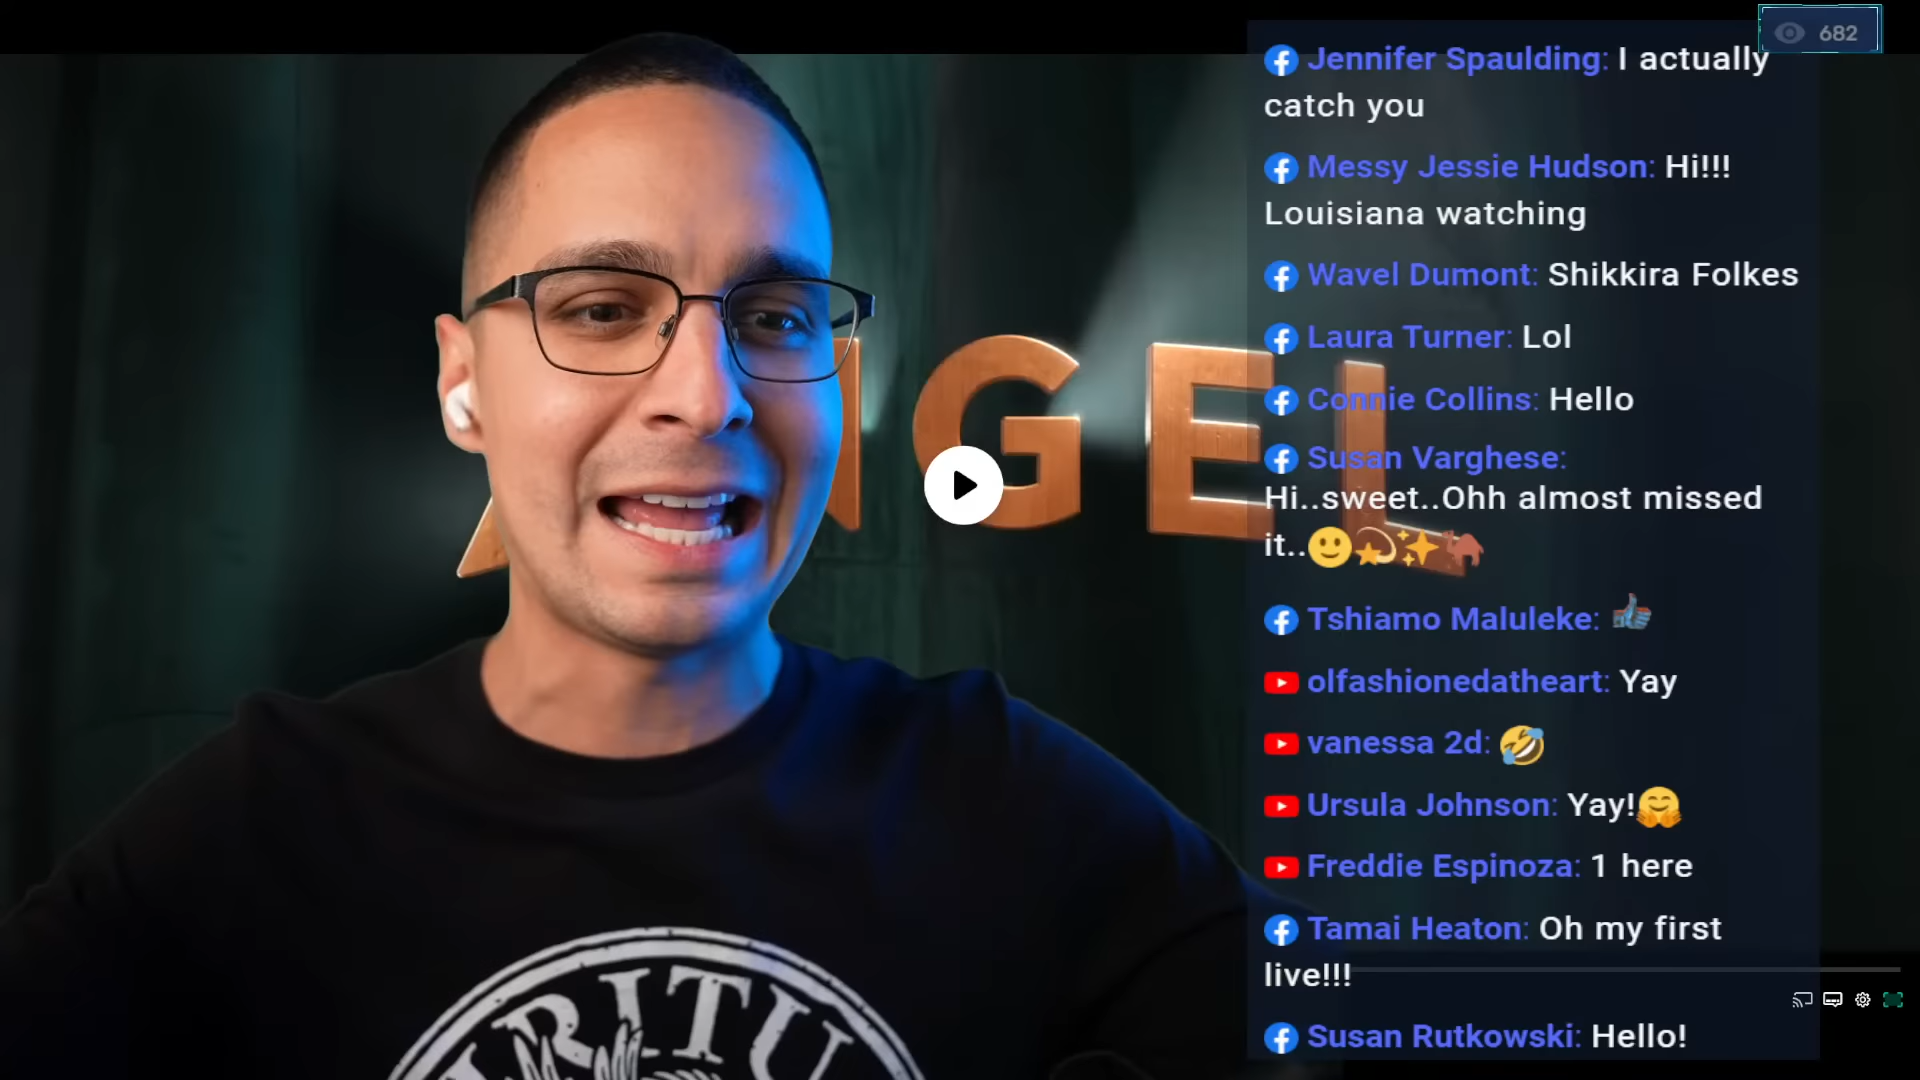 682
Jennifer Spaulding: I actually
catch you
Messy Jessie Hudson: Hi!!!
Louisiana watching
Wavel Dumont: Shikkira Folkes
Laura Turner: Lol
Connie Collins: Hello
Susan Varghese:
Hi..sweet..Ohh almost missed
it..🙂💫✨🐪
Tshiamo Maluleke: 👍
olfashionedatheart: Yay
vanessa 2d: 🤣
Ursula Johnson: Yay!🤗
Freddie Espinoza: 1 here
Tamai Heaton: Oh my first
live!!!
Susan Rutkowski: Hello!
ANGEL
RITU